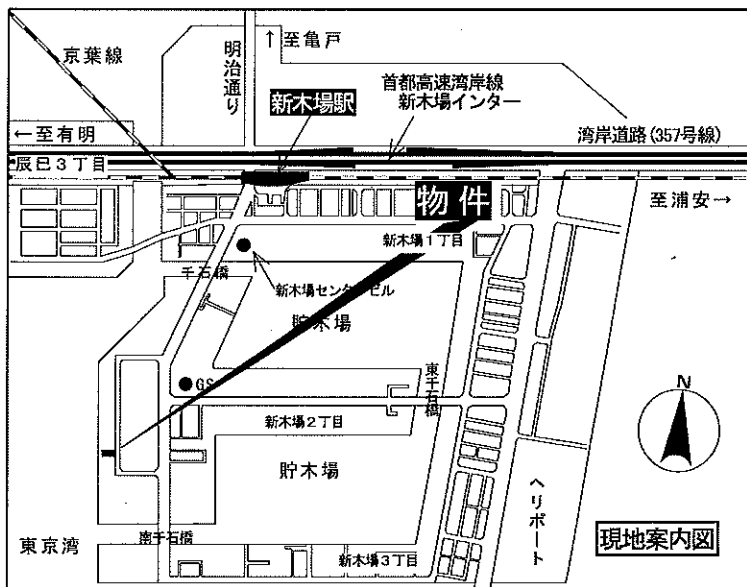 京葉線
明治通り
↑至亀戸
新木場駅
首都高速湾岸線
新木場インター
←至有明
湾岸道路(357号線)
辰巳3丁目
物件
至浦安→
新木場1丁目
千石橋
新木場センタービル
貯木場
東千石橋
GS
新木場2丁目
貯木場
N
ヘリポート
東京湾
南千石橋
新木場3丁目
現地案内図